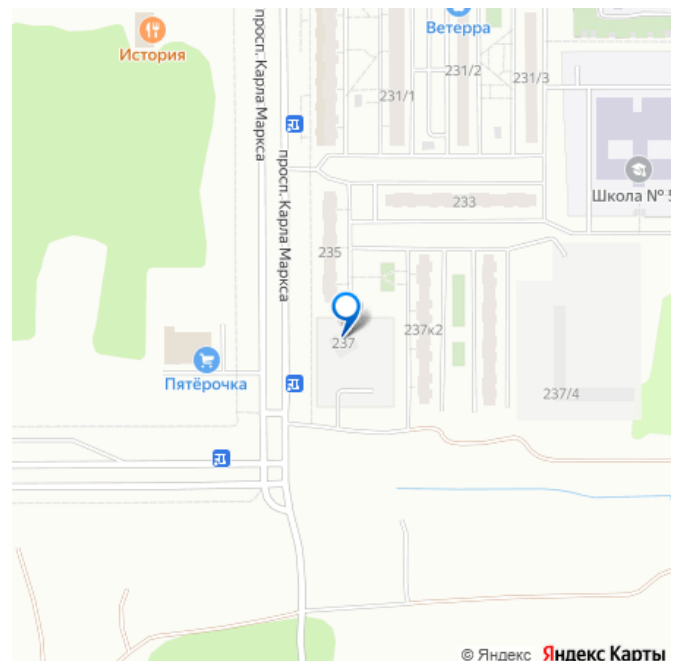 Ветерра
История
просп. Карла Маркса
231/2
231/3
231/1
просп. Карла Маркса
Школа № 5
233
235
237
237к2
Пятёрочка
237/4
© Яндекс Яндекс Карты